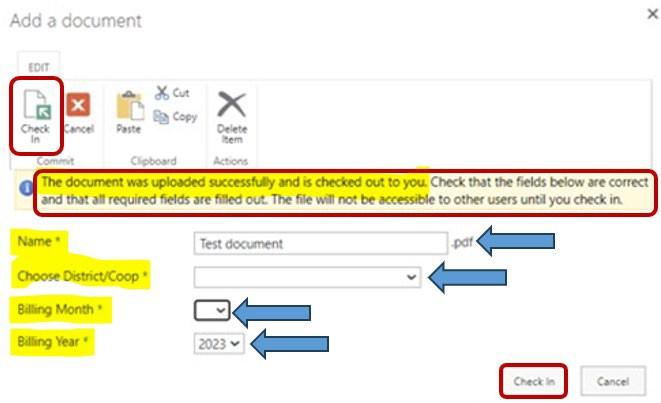 Add a document
EDIT
Check In
Cancel
Paste
Cut
Copy
Delete Item
Commit
Clipboard
Actions
The document was uploaded successfully and is checked out to you. Check that the fields below are correct
and that all required fields are filled out. The file will not be accessible to other users until you check in.
Name *
Test document .pdf
Choose District/Coop *
Billing Month *
Billing Year *
2023
Check In
Cancel